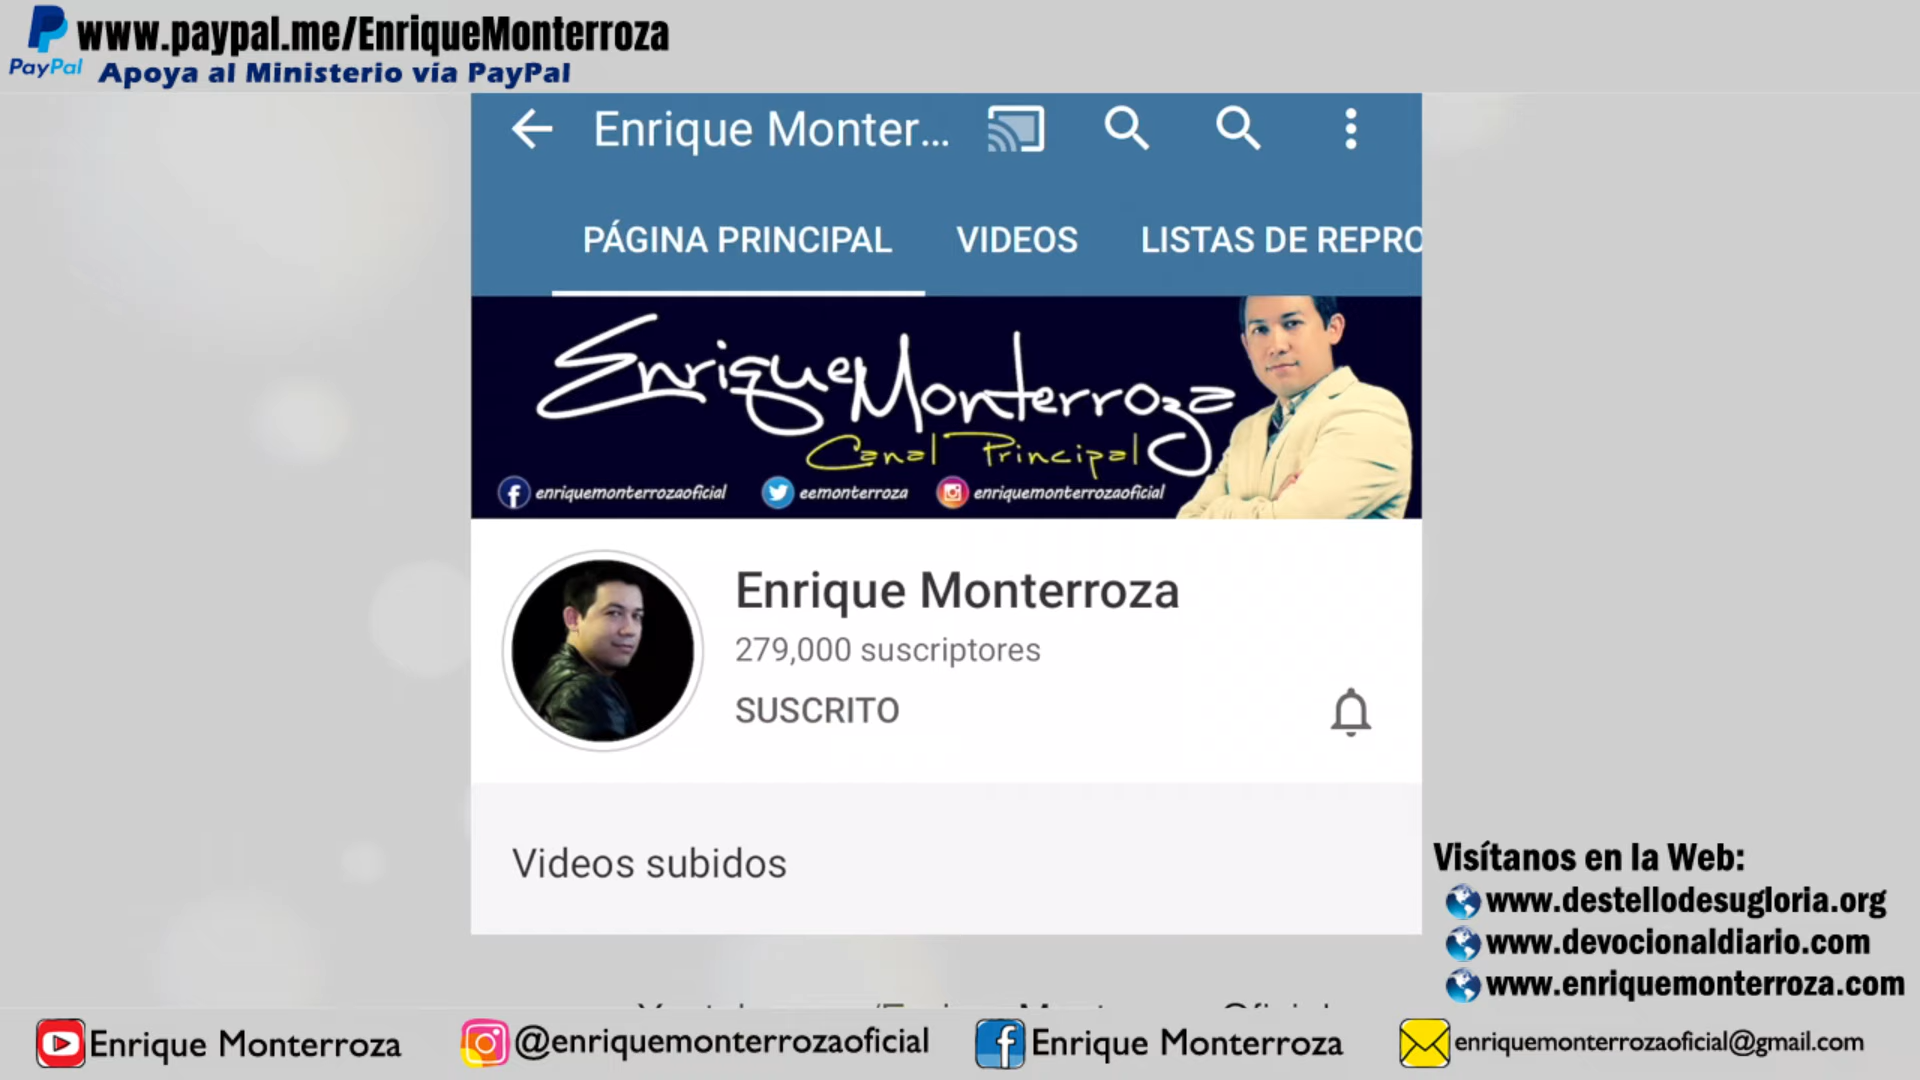 www.paypal.me/EnriqueMonterroza
PayPal
Apoya al Ministerio vía PayPal
Enrique Monter...
PÁGINA PRINCIPAL VIDEOS LISTAS DE REPRO
Enrique Monterroza
Canal Principal
enriquemonterrozaoficial eemonterroza enriquemonterrozaoficial
Enrique Monterroza
279,000 suscriptores
SUSCRITO
Videos subidos
Visítanos en la Web:
www.destellodesugloria.org
www.devocionaldiario.com
www.enriquemonterroza.com
Enrique Monterroza @enriquemonterrozaoficial Enrique Monterroza enriquemonterrozaoficial@gmail.com